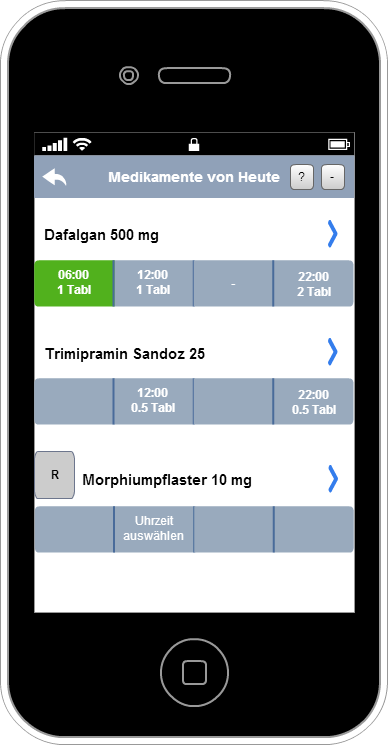 Medikamente von Heute ? -
Dafalgan 500 mg
06:00 12:00 22:00
1 Tabl 1 Tabl - 2 Tabl
Trimipramin Sandoz 25
12:00 22:00
0.5 Tabl 0.5 Tabl
R Morphiumpflaster 10 mg
Uhrzeit
auswählen